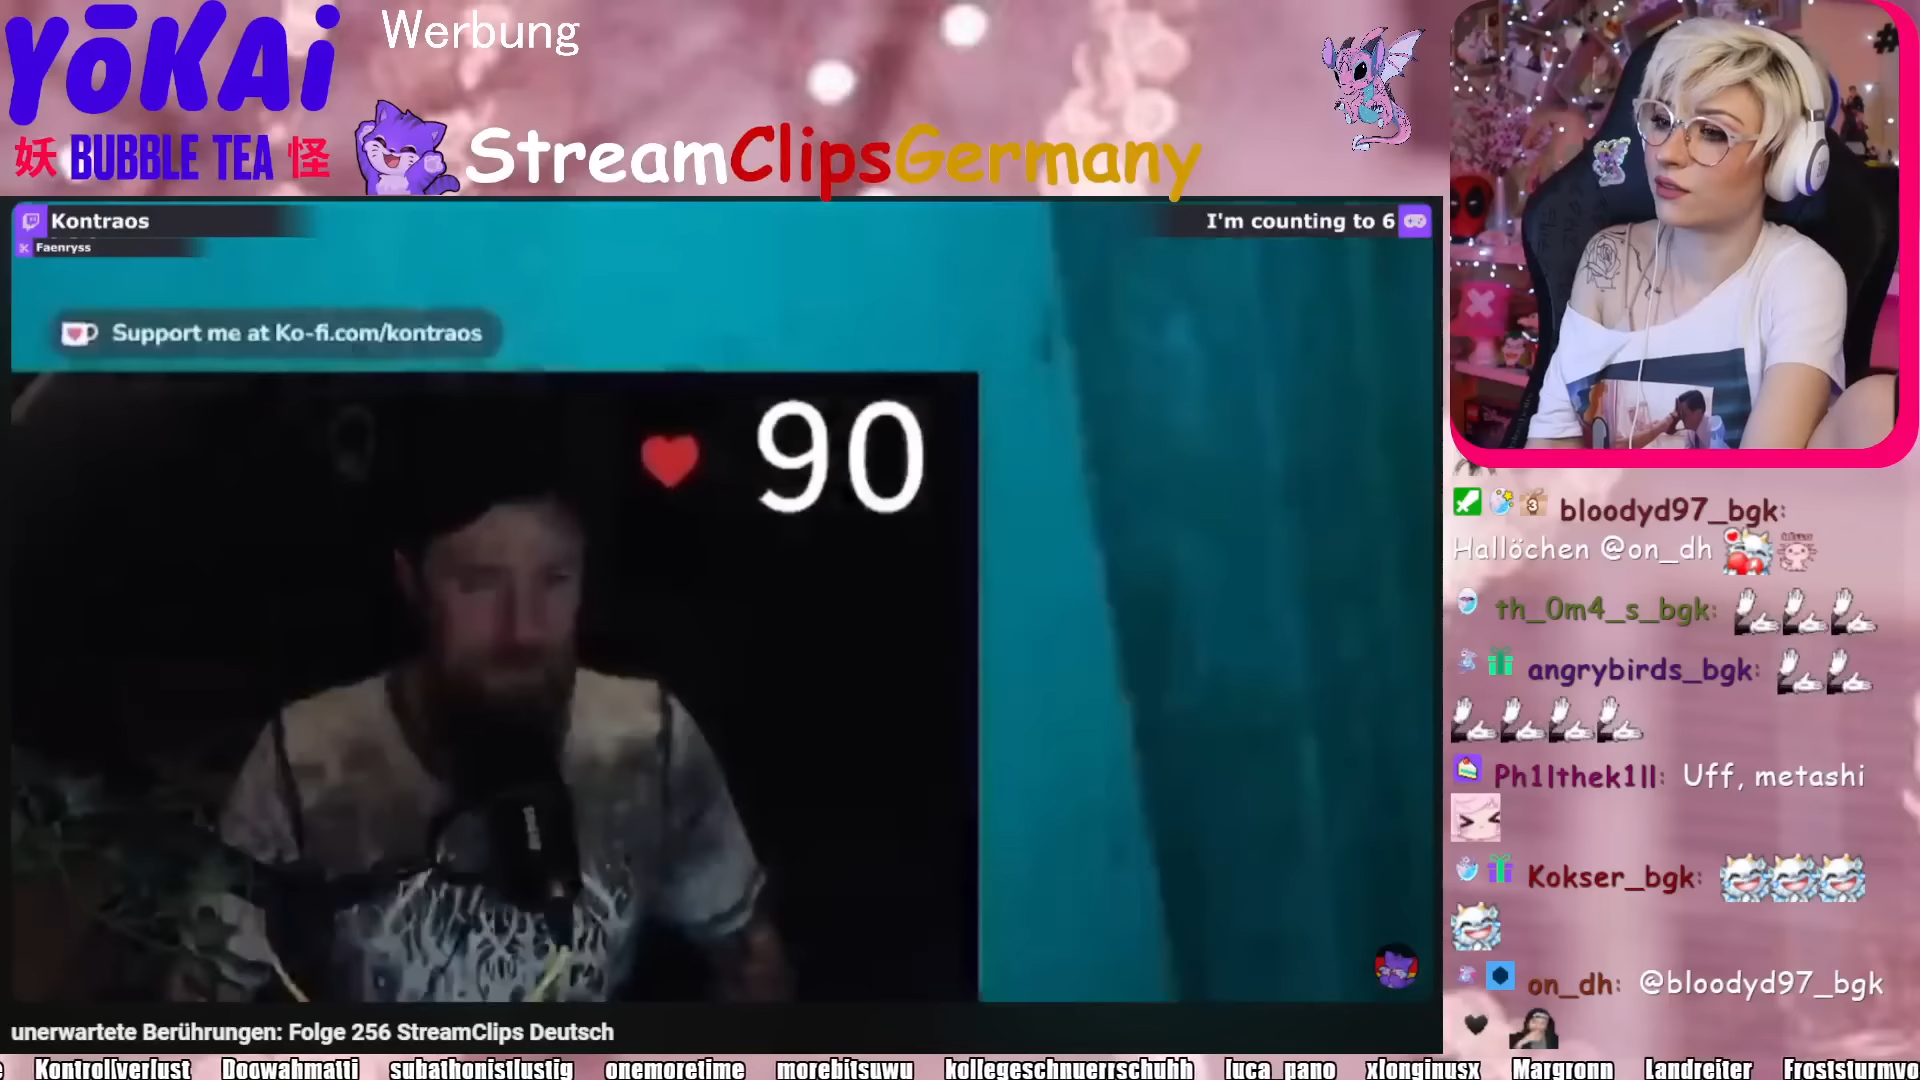 YōKAi
妖 BUBBLE TEA 怪
Werbung
StreamClipsGermany
Kontraos
Faenryss
I'm counting to 6
Support me at Ko-fi.com/kontraos
90
unerwartete Berührungen: Folge 256 StreamClips Deutsch
bloodyd97_bgk:
Hallöchen @on_dh
th_0m4_s_bgk:
angrybirds_bgk:
Ph1lthek1ll: Uff, metashi
Kokser_bgk:
on_dh: @bloodyd97_bgk
Kontrollverlust Doowahmatti subathonistlustig onemoretime morebitsuwu kollegeschnuerrschuhh luca_pano xlonginusx Margronn Landreiter Froststurmvo